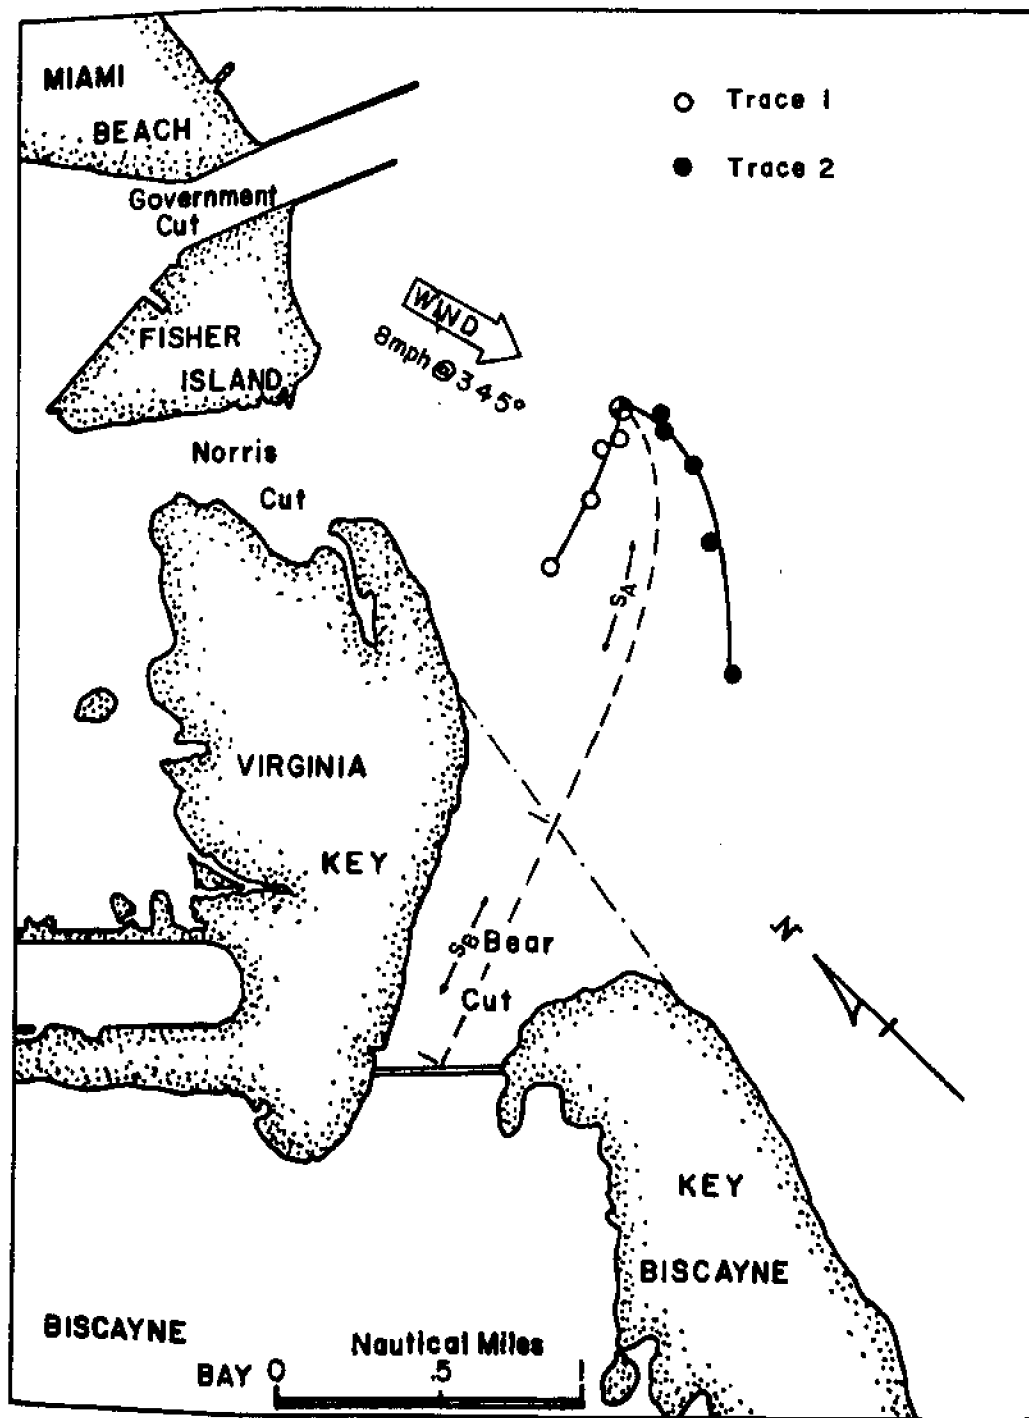 MIAMI
BEACH
Trace 1
Trace 2
Government
Cut
FISHER
ISLAND
WIND
8mph@345°
Norris
Cut
SA
VIRGINIA
KEY
N
SB
Bear
Cut
KEY
BISCAYNE
BISCAYNE
BAY
Nautical Miles
0 .5 1